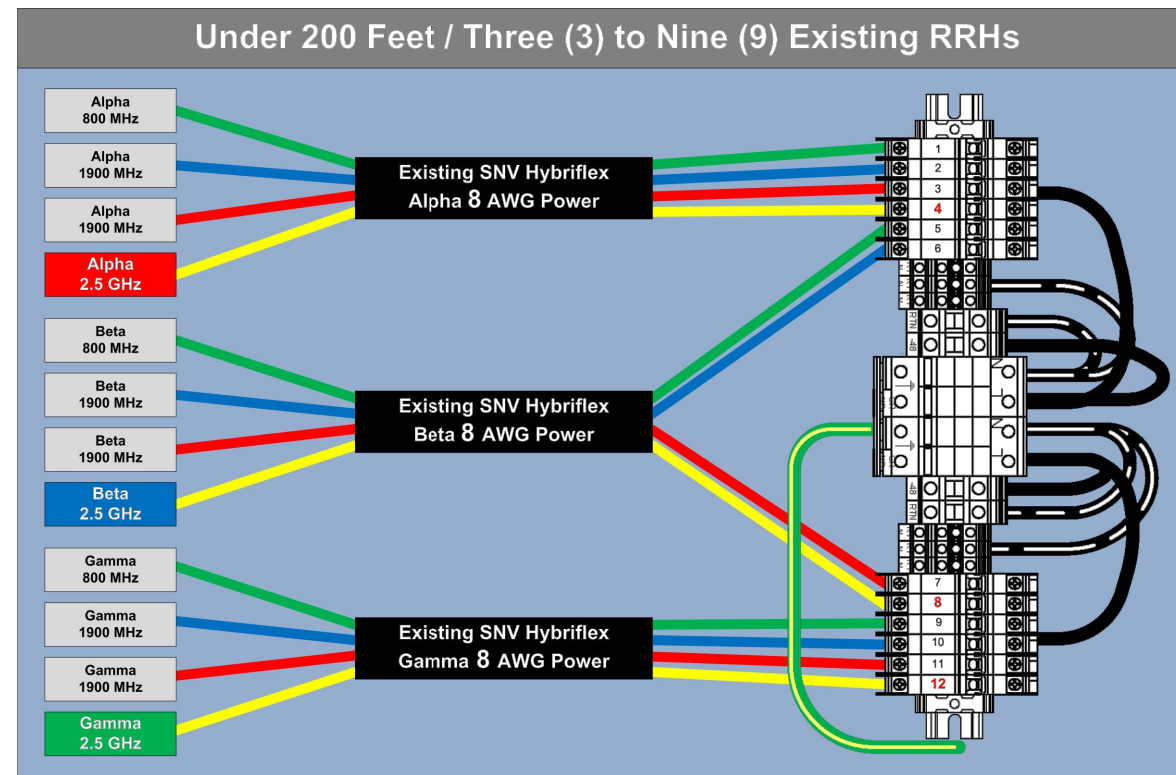 Under 200 Feet / Three (3) to Nine (9) Existing RRHs
Alpha
800 MHz
Alpha
1900 MHz
Alpha
1900 MHz
Alpha
2.5 GHz
Beta
800 MHz
Beta
1900 MHz
Beta
1900 MHz
Beta
2.5 GHz
Gamma
800 MHz
Gamma
1900 MHz
Gamma
1900 MHz
Gamma
2.5 GHz
Existing SNV Hybriflex
Alpha 8 AWG Power
Existing SNV Hybriflex
Beta 8 AWG Power
Existing SNV Hybriflex
Gamma 8 AWG Power
1
2
3
4
5
6
RTN
-48
N
N
-48
RTN
7
8
9
10
11
12